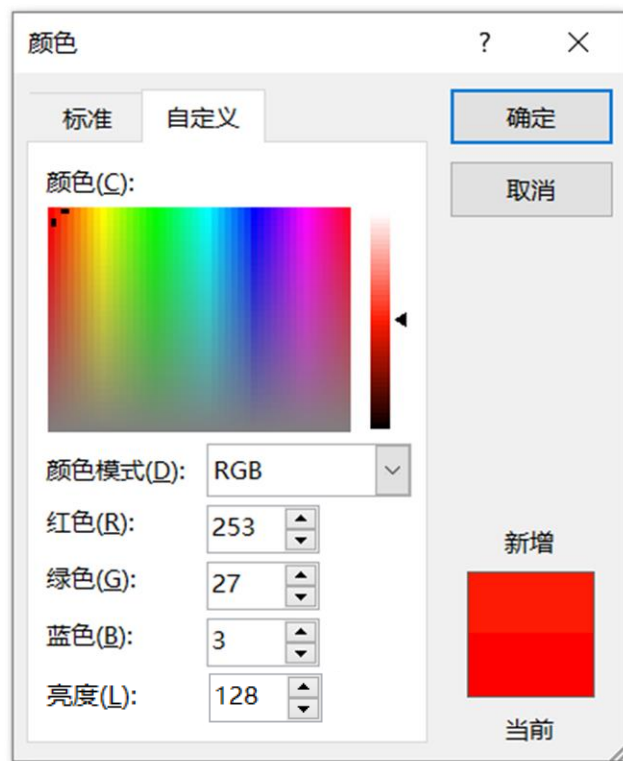 颜色 ?
标准 自定义 确定
取消
颜色(C):
颜色模式(D): RGB
红色(R): 253
新增
绿色(G): 27
蓝色(B): 3
亮度(L): 128
当前